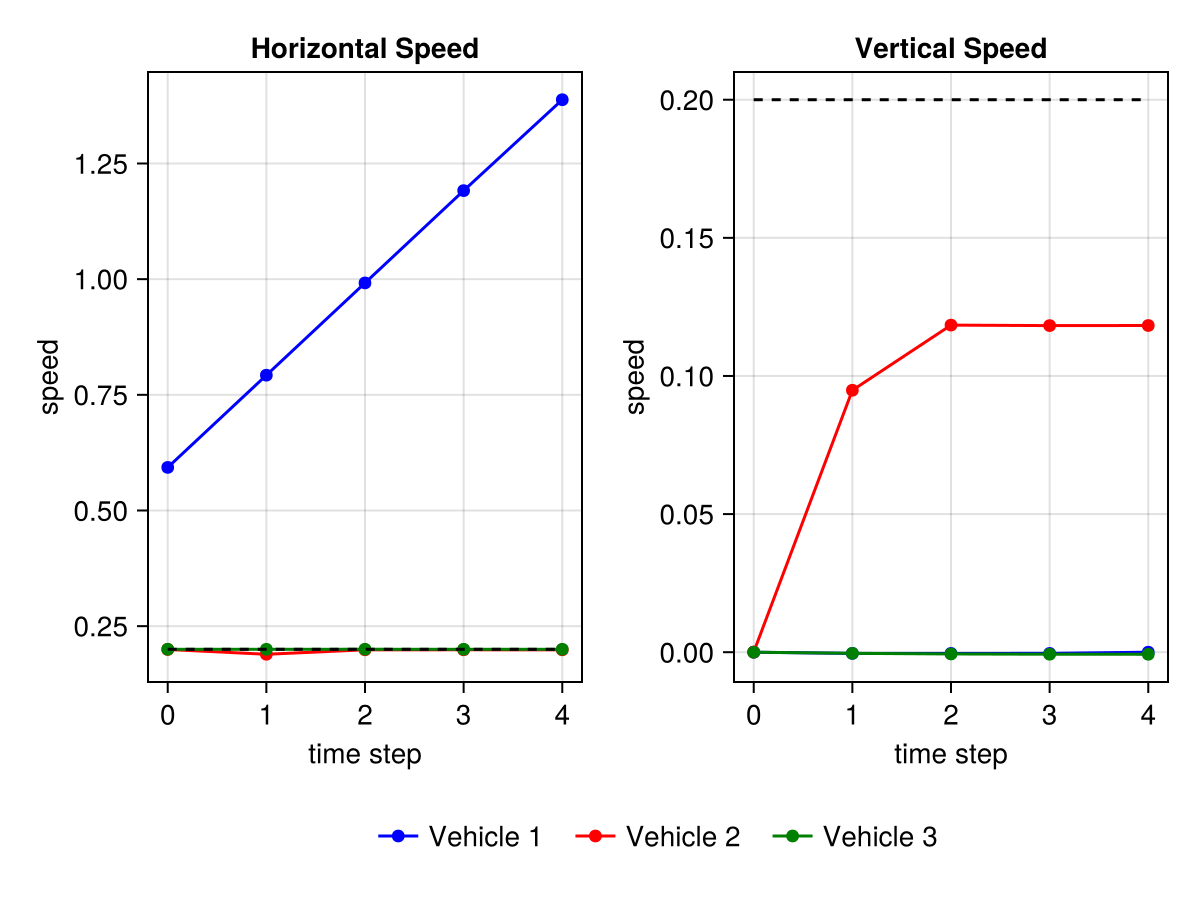 Horizontal Speed
speed
1.25
1.00
0.75
0.50
0.25
0 1 2 3 4
time step
Vertical Speed
speed
0.20
0.15
0.10
0.05
0.00
0 1 2 3 4
time step
Vehicle 1 Vehicle 2 Vehicle 3